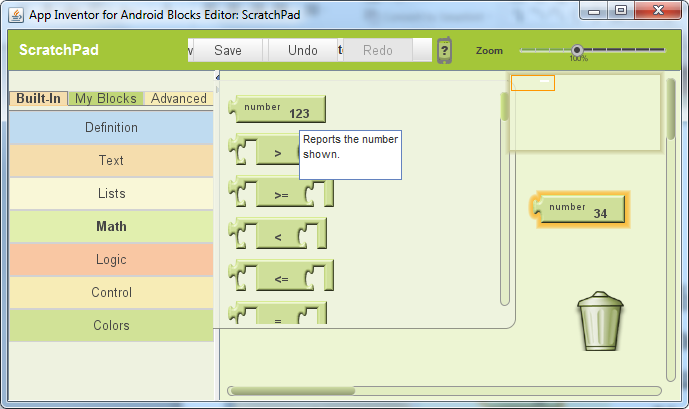 App Inventor for Android Blocks Editor: ScratchPad
ScratchPad
Save
Undo
Redo
Zoom
100%
Built-In
My Blocks
Advanced
Definition
Text
Lists
Math
Logic
Control
Colors
number 123
Reports the number
shown.
>
>=
<
<=
=
number 34